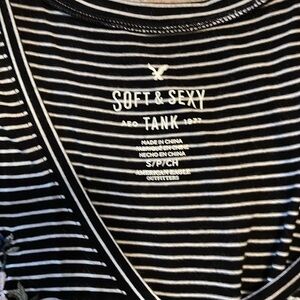 SOFT & SEXY
AEO TANK 1977
MADE IN CHINA
FABRIQUÉ EN CHINE
HECHO EN CHINA
S/P/CH
AMERICAN EAGLE
OUTFITTERS